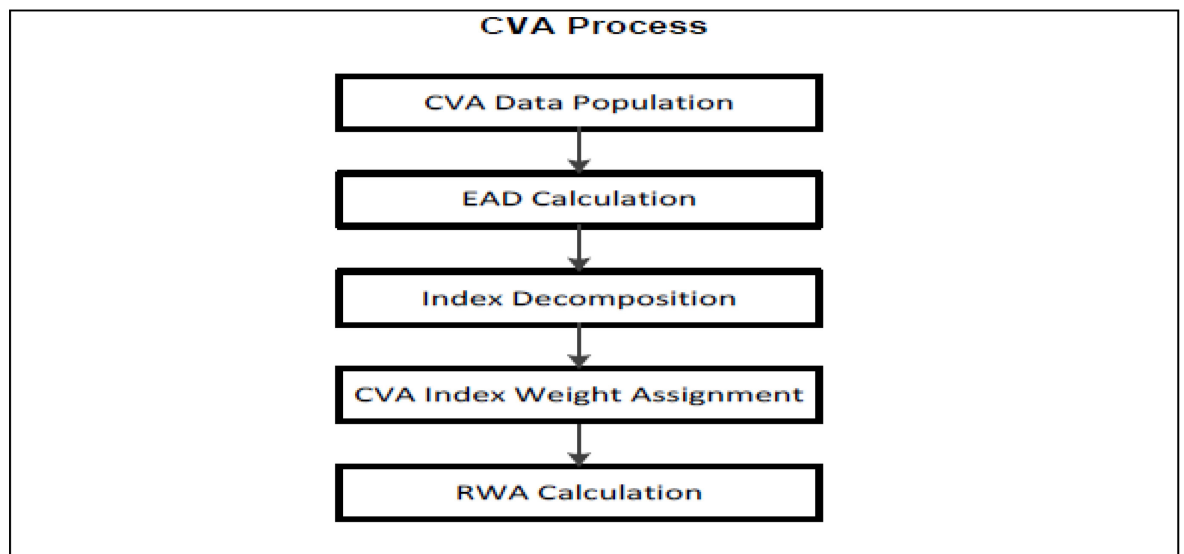 CVA Process
CVA Data Population
EAD Calculation
Index Decomposition
CVA Index Weight Assignment
RWA Calculation